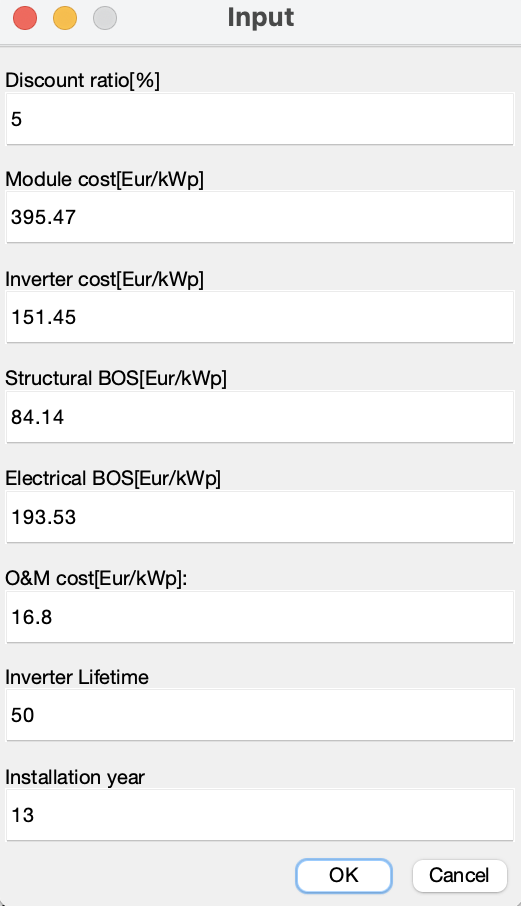 Input
Discount ratio[%]
5
Module cost[Eur/kWp]
395.47
Inverter cost[Eur/kWp]
151.45
Structural BOS[Eur/kWp]
84.14
Electrical BOS[Eur/kWp]
193.53
O&M cost[Eur/kWp]:
16.8
Inverter Lifetime
50
Installation year
13
OK Cancel